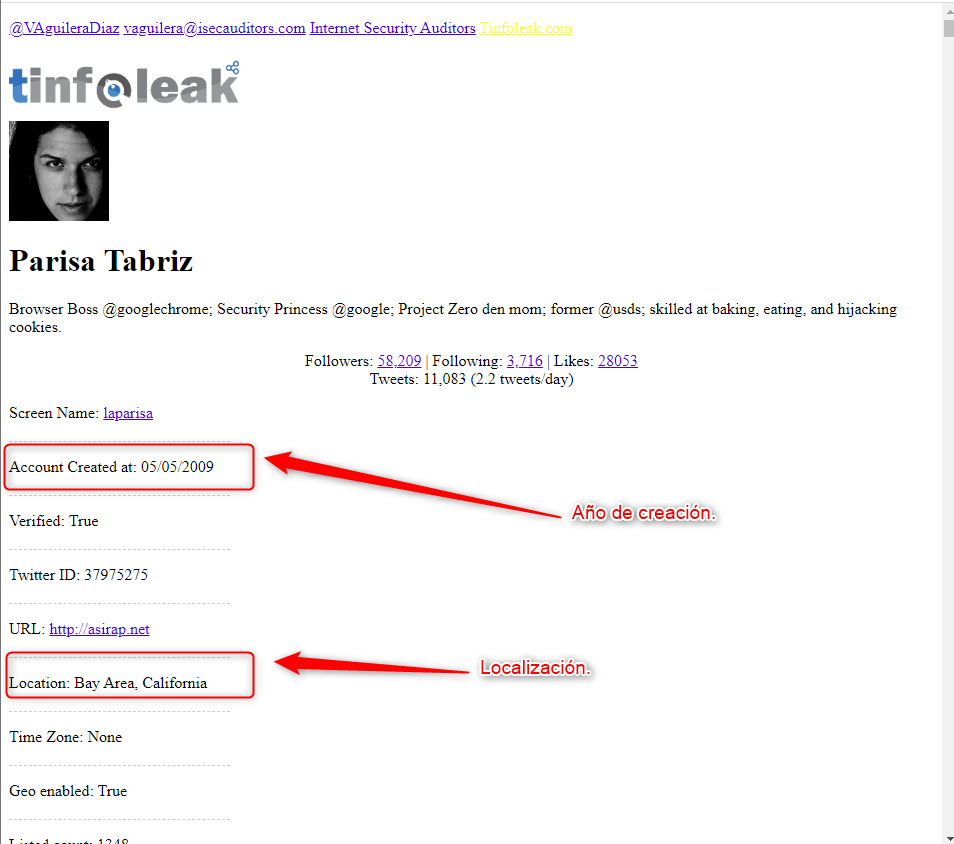 @VAguileraDiaz vaguilera@isecauditors.com Internet Security Auditors Tinfoleak.com
tinfoleak
Parisa Tabriz
Browser Boss @googlechrome; Security Princess @google; Project Zero den mom; former @usds; skilled at baking, eating, and hijacking
cookies.
Followers: 58,209 | Following: 3,716 | Likes: 28053
Tweets: 11,083 (2.2 tweets/day)
Screen Name: laparisa
Account Created at: 05/05/2009
Año de creación.
Verified: True
Twitter ID: 37975275
URL: http://asirap.net
Localización.
Location: Bay Area, California
Time Zone: None
Geo enabled: True
Listed count: 1348